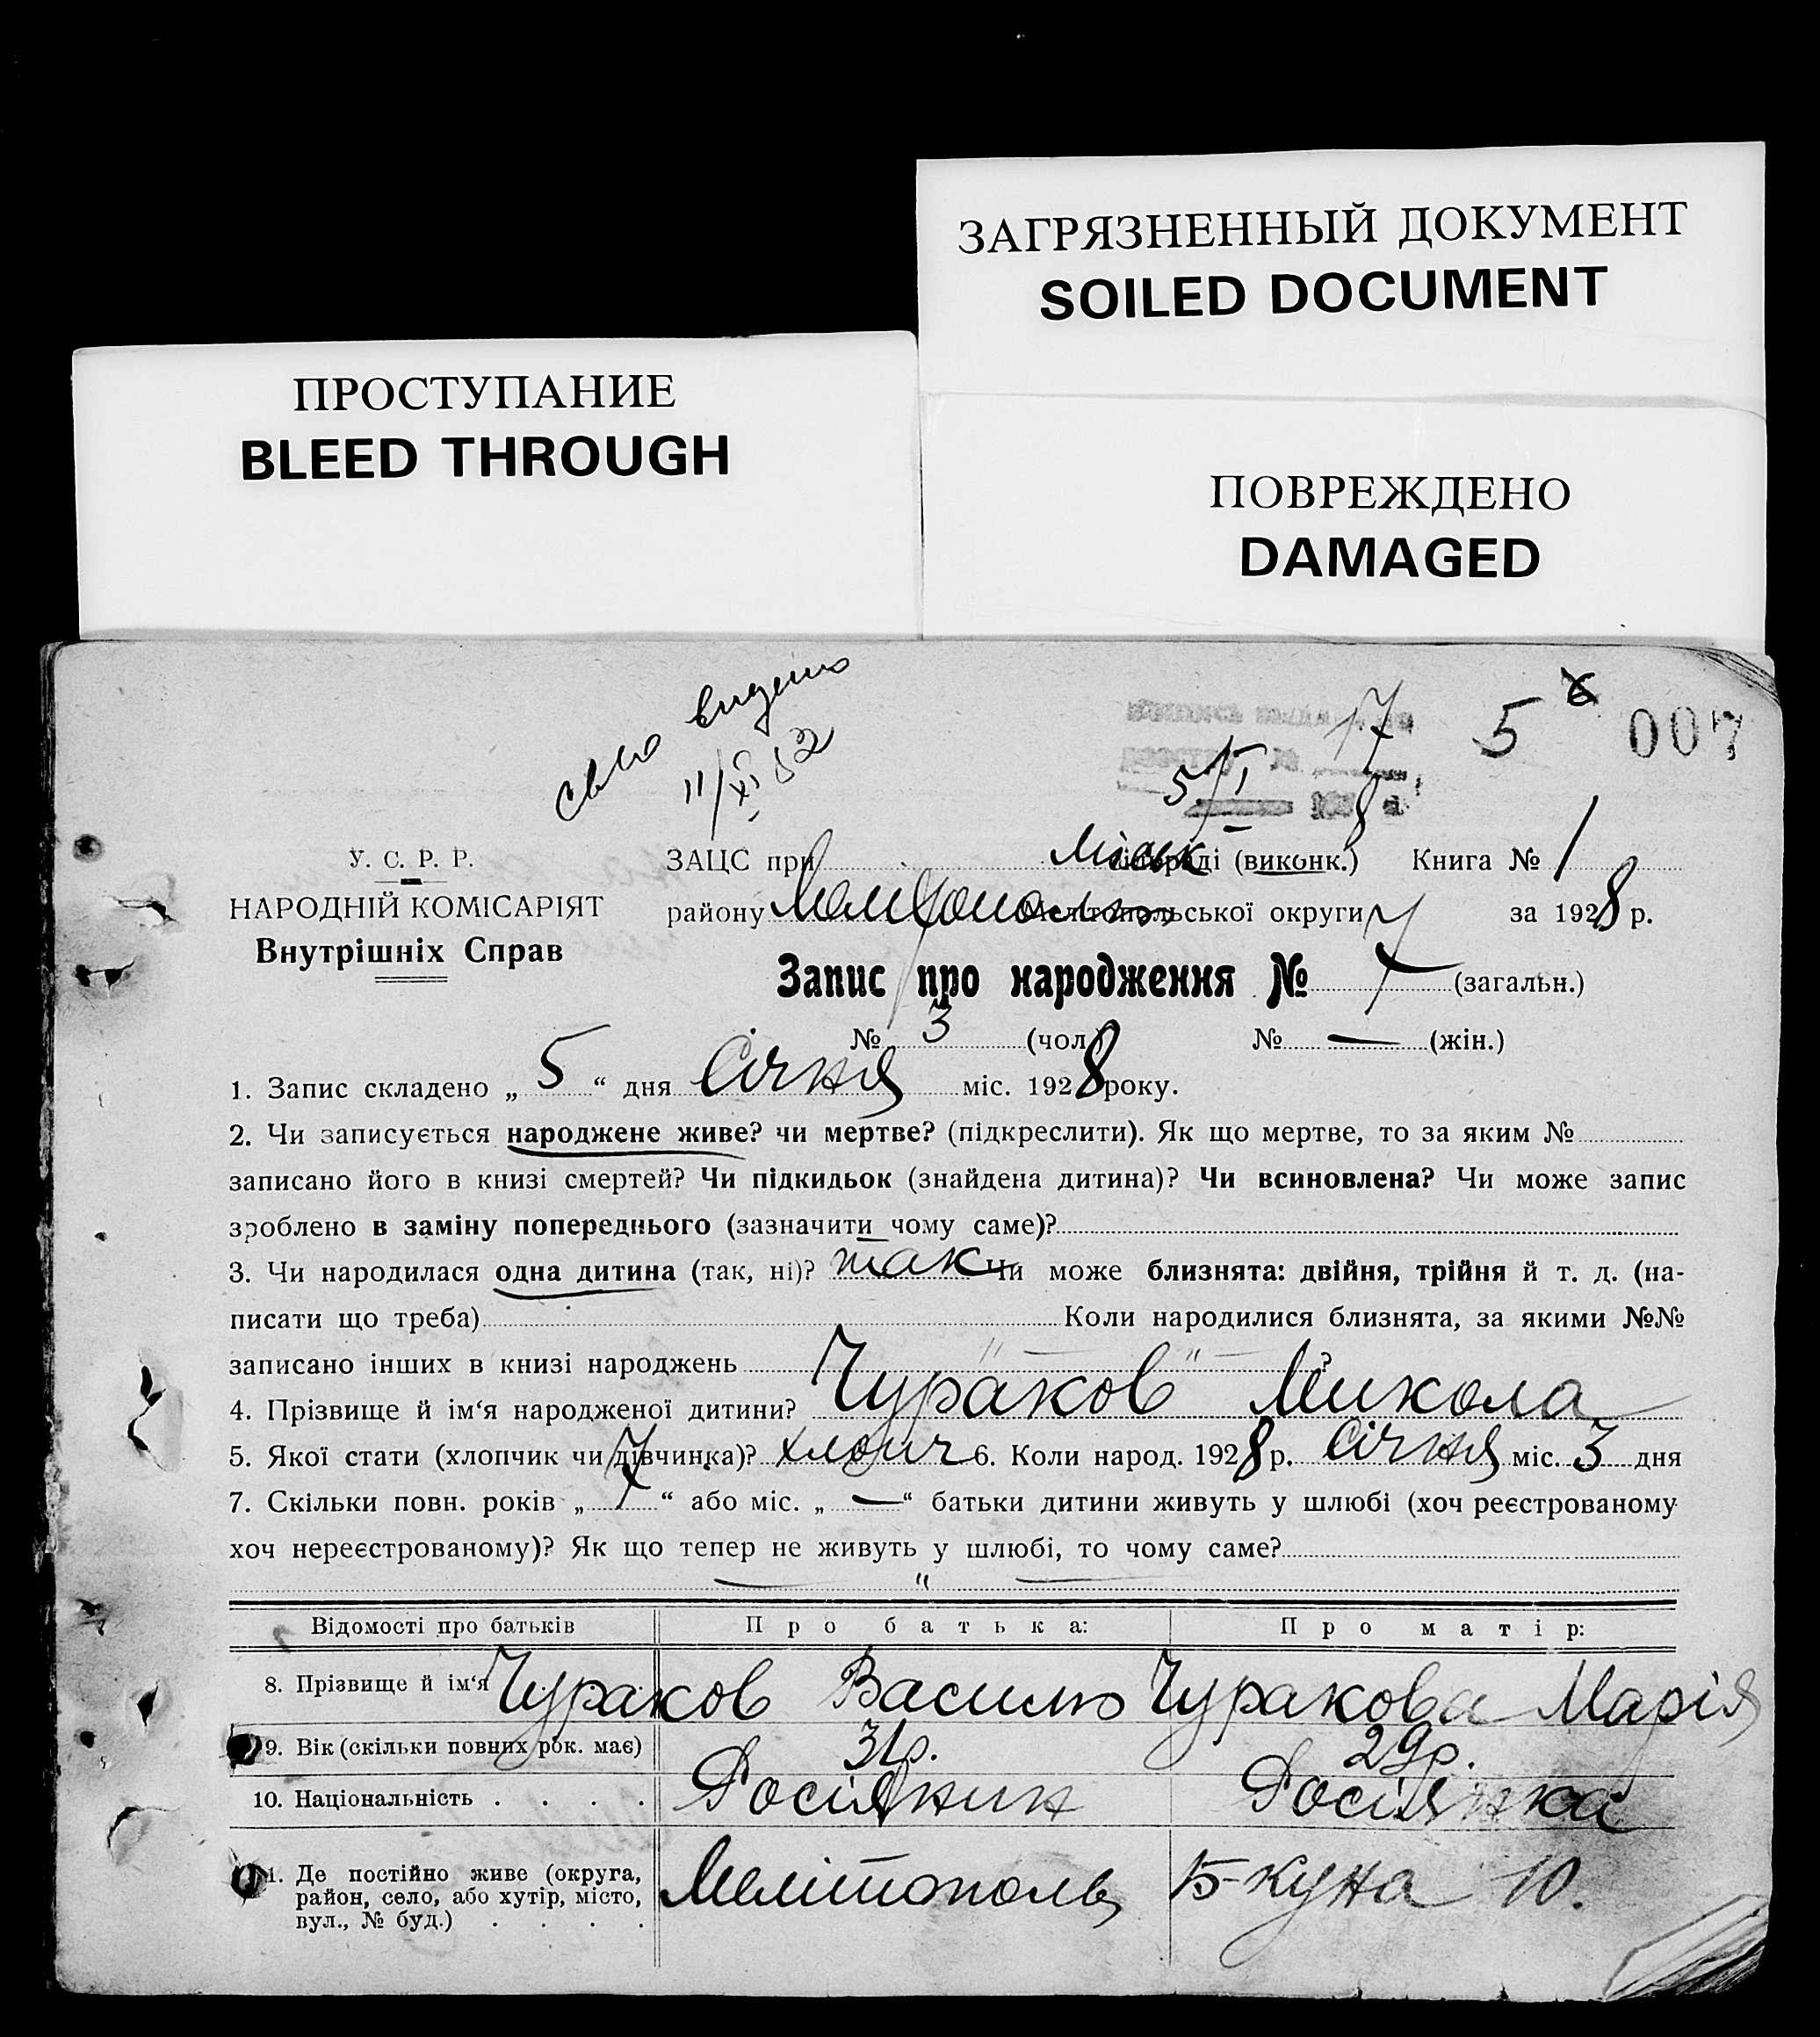 ЗАГРЯЗНЕННЫЙ ДОКУМЕНТ
SOILED DOCUMENT
ПРОСТУПАНИЕ
BLEED THROUGH
ПОВРЕЖДЕНО
DAMAGED
5 6 007
11/XI 52
17
5/I
У. С. Р. Р.
НАРОДНІЙ КОМІСАРІЯТ
Внутрішніх Справ
ЗАЦС при міськ (виконк.) Книга № 1
району Мелітопольської округи за 1928 р.
Запис про народження № 7 (загальн.)
№ 3 (чол.) № — (жін.)
1. Запис складено „ 5 “ дня Січня міс. 1928 року.
2. Чи записується народжене живе? чи мертве? (підкреслити). Як що мертве, то за яким №
записано його в книзі смертей? Чи підкидьок (знайдена дитина)? Чи всиновлена? Чи може запис
зроблено в заміну попереднього (зазначити чому саме)?
3. Чи народилася одна дитина (так, ні)? так Чи може близнята: двійня, трійня й т. д. (на-
писати що треба) Коли народилися близнята, за якими №№
записано інших в книзі народжень — " — ?
4. Прізвище й ім‘я народженої дитини? Чураков Микола
5. Якої стати (хлопчик чи дівчинка)? хлопч 6. Коли народ. 1928 р. Січня міс. 3 дня
7. Скільки повн. років „ 7 “ або міс. „ — “ батьки дитини живуть у шлюбі (хоч реєстрованому
хоч нереєстрованому)? Як що тепер не живуть у шлюбі, то чому саме?
— " —
Відомості про батьків Про батька: Про матір:
8. Прізвище й ім‘я Чураков Василь Чуракова Марія
9. Вік (скільки повних рок. має) 31 р. 29 р.
10. Національність . . . . Росіянин Росіянка
11. Де постійно живе (округа, район, село, або хутір, місто, вул., № буд.) . . . . Мелітополь Б-Куна 10.